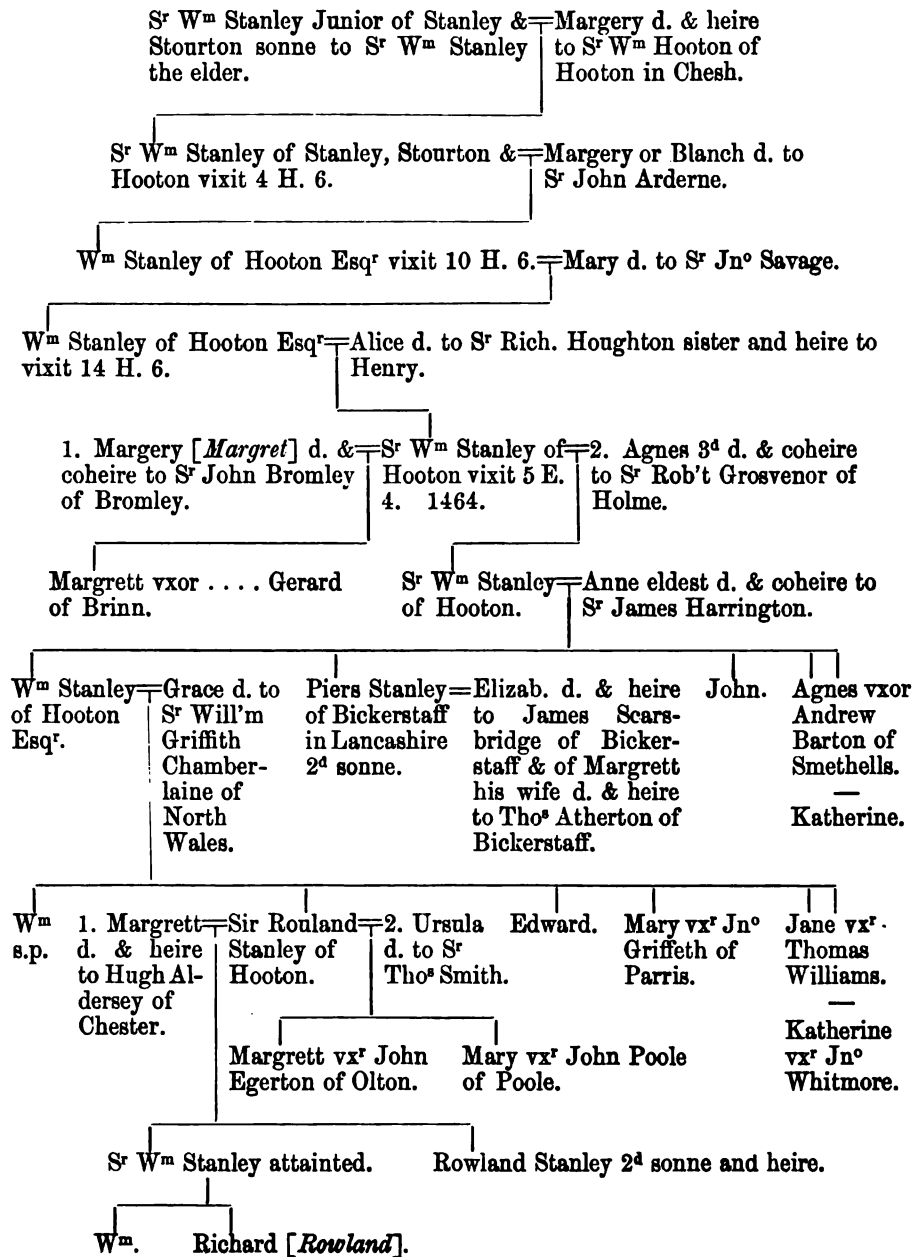 Sʳ Wᵐ Stanley Junior of Stanley &
Stourton sonne to Sʳ Wᵐ Stanley
the elder.
Margery d. & heire
to Sʳ Wᵐ Hooton of
Hooton in Chesh.
Sʳ Wᵐ Stanley of Stanley, Stourton &
Hooton vixit 4 H. 6.
Margery or Blanch d. to
Sʳ John Arderne.
Wᵐ Stanley of Hooton Esqʳ vixit 10 H. 6.
Mary d. to Sʳ Jnᵒ Savage.
Wᵐ Stanley of Hooton Esqʳ
vixit 14 H. 6.
Alice d. to Sʳ Rich. Houghton sister and heire to
Henry.
1. Margery [Margret] d. &
coheire to Sʳ John Bromley
of Bromley.
Sʳ Wᵐ Stanley of
Hooton vixit 5 E.
4. 1464.
2. Agnes 3ᵈ d. & coheire
to Sʳ Rob't Grosvenor of
Holme.
Margrett vxor .... Gerard
of Brinn.
Sʳ Wᵐ Stanley
of Hooton.
Anne eldest d. & coheire to
Sʳ James Harrington.
Wᵐ Stanley
of Hooton
Esqʳ.
Grace d. to
Sʳ Will'm
Griffith
Chamber-
laine of
North
Wales.
Piers Stanley
of Bickerstaff
in Lancashire
2ᵈ sonne.
Elizab. d. & heire
to James Scars-
bridge of Bicker-
staff & of Margrett
his wife d. & heire
to Thoˢ Atherton of
Bickerstaff.
John.
Agnes vxor
Andrew
Barton of
Smethells.
—
Katherine.
Wᵐ
s.p.
1. Margrett
d. & heire
to Hugh Al-
dersey of
Chester.
Sir Rouland
Stanley of
Hooton.
2. Ursula
d. to Sʳ
Thoˢ Smith.
Edward.
Mary vxʳ Jnᵒ
Griffeth of
Parris.
Jane vxʳ.
Thomas
Williams.
—
Katherine
vxʳ Jnᵒ
Whitmore.
Margrett vxʳ John
Egerton of Olton.
Mary vxʳ John Poole
of Poole.
Sʳ Wᵐ Stanley attainted.
Rowland Stanley 2ᵈ sonne and heire.
Wᵐ.
Richard [Rowland].